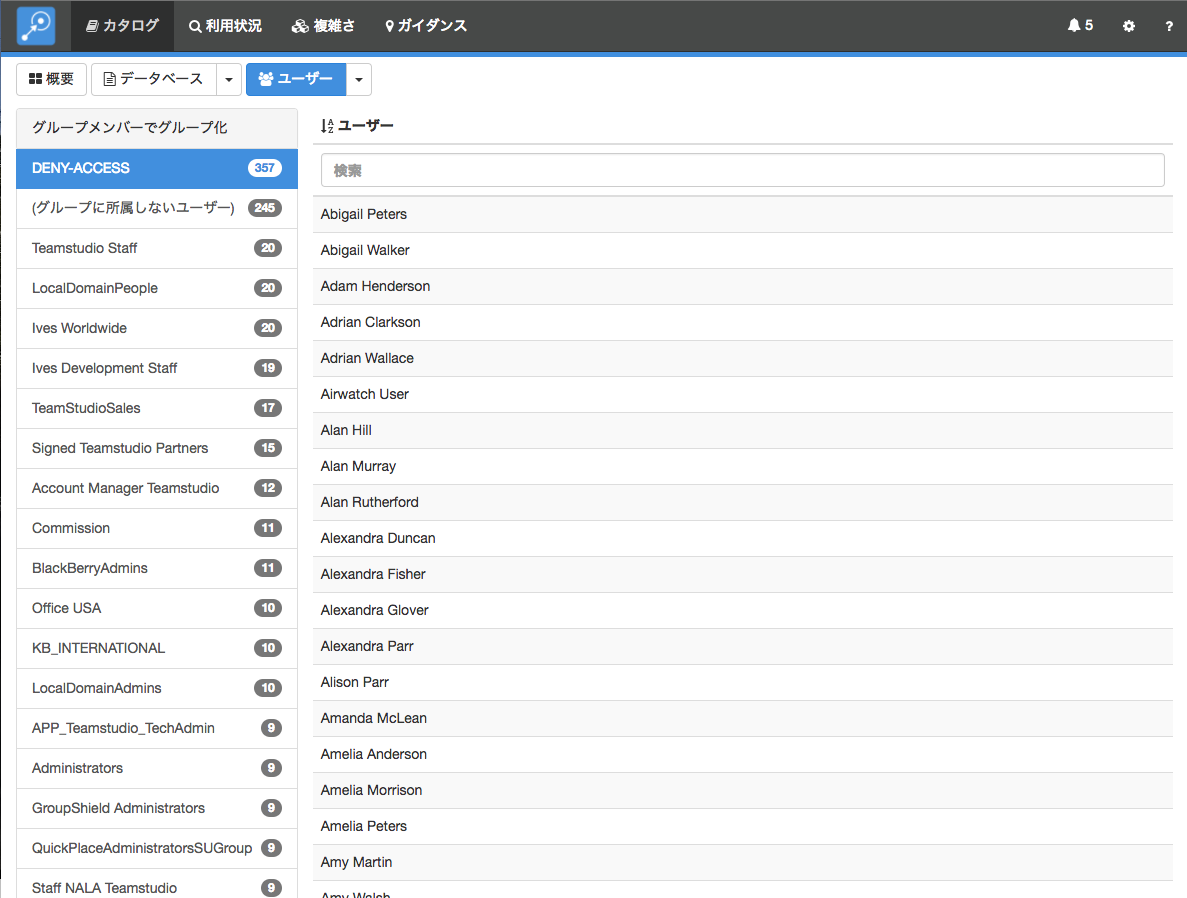 カタログ 利用状況 複雑さ ガイダンス 5 ?
概要 データベース ユーザー
グループメンバーでグループ化
DENY-ACCESS 357
(グループに所属しないユーザー) 245
Teamstudio Staff 20
LocalDomainPeople 20
Ives Worldwide 20
Ives Development Staff 19
TeamStudioSales 17
Signed Teamstudio Partners 15
Account Manager Teamstudio 12
Commission 11
BlackBerryAdmins 11
Office USA 10
KB_INTERNATIONAL 10
LocalDomainAdmins 10
APP_Teamstudio_TechAdmin 9
Administrators 9
GroupShield Administrators 9
QuickPlaceAdministratorsSUGroup 9
Staff NALA Teamstudio 9
ユーザー
検索
Abigail Peters
Abigail Walker
Adam Henderson
Adrian Clarkson
Adrian Wallace
Airwatch User
Alan Hill
Alan Murray
Alan Rutherford
Alexandra Duncan
Alexandra Fisher
Alexandra Glover
Alexandra Parr
Alison Parr
Amanda McLean
Amelia Anderson
Amelia Morrison
Amelia Peters
Amy Martin
Amy Walsh